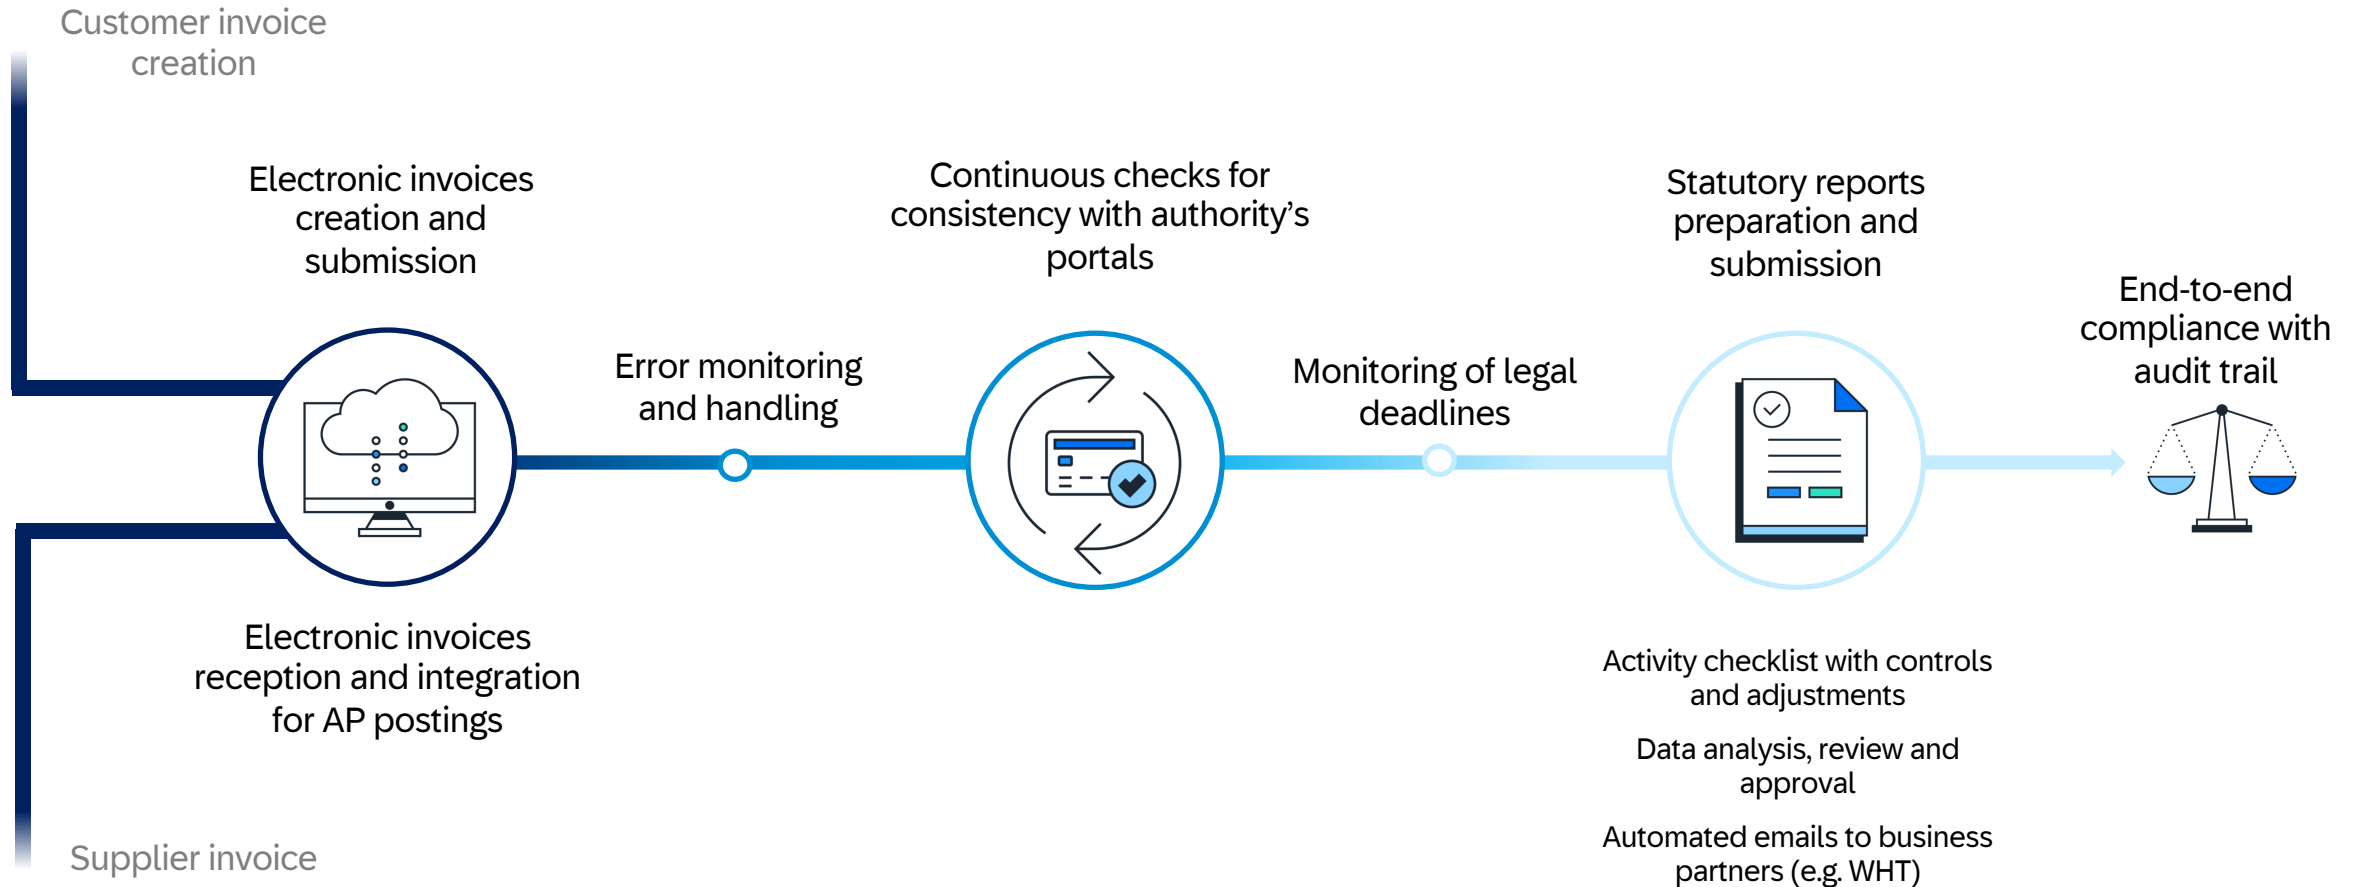 Customer invoice
creation
Electronic invoices
creation and
submission
Continuous checks for
consistency with authority’s
portals
Statutory reports
preparation and
submission
End-to-end
compliance with
audit trail
Error monitoring
and handling
Monitoring of legal
deadlines
Electronic invoices
reception and integration
for AP postings
Activity checklist with controls
and adjustments
Data analysis, review and
approval
Automated emails to business
partners (e.g. WHT)
Supplier invoice